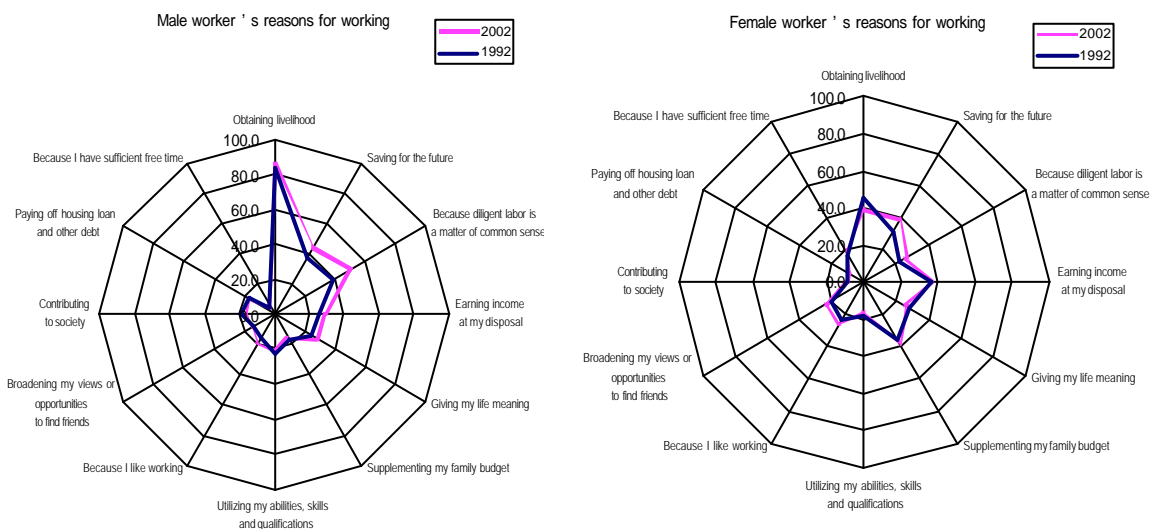 Male worker ' s reasons for working
2002
1992
Obtaining livelihood
100.0
80.0
60.0
40.0
20.0
0.0
Saving for the future
Because diligent labor is
a matter of common sense
Earning income
at my disposal
Giving my life meaning
Supplementing my family budget
Utilizing my abilities, skills
and qualifications
Because I like working
Broadening my views or
opportunities
to find friends
Contributing
to society
Paying off housing loan
and other debt
Because I have sufficient free time
Female worker ' s reasons for working
2002
1992
Obtaining livelihood
100.0
80.0
60.0
40.0
20.0
0.0
Saving for the future
Because diligent labor is
a matter of common sense
Earning income
at my disposal
Giving my life meaning
Supplementing my family budget
Utilizing my abilities, skills
and qualifications
Because I like working
Broadening my views or
opportunities
to find friends
Contributing
to society
Paying off housing loan
and other debt
Because I have sufficient free time